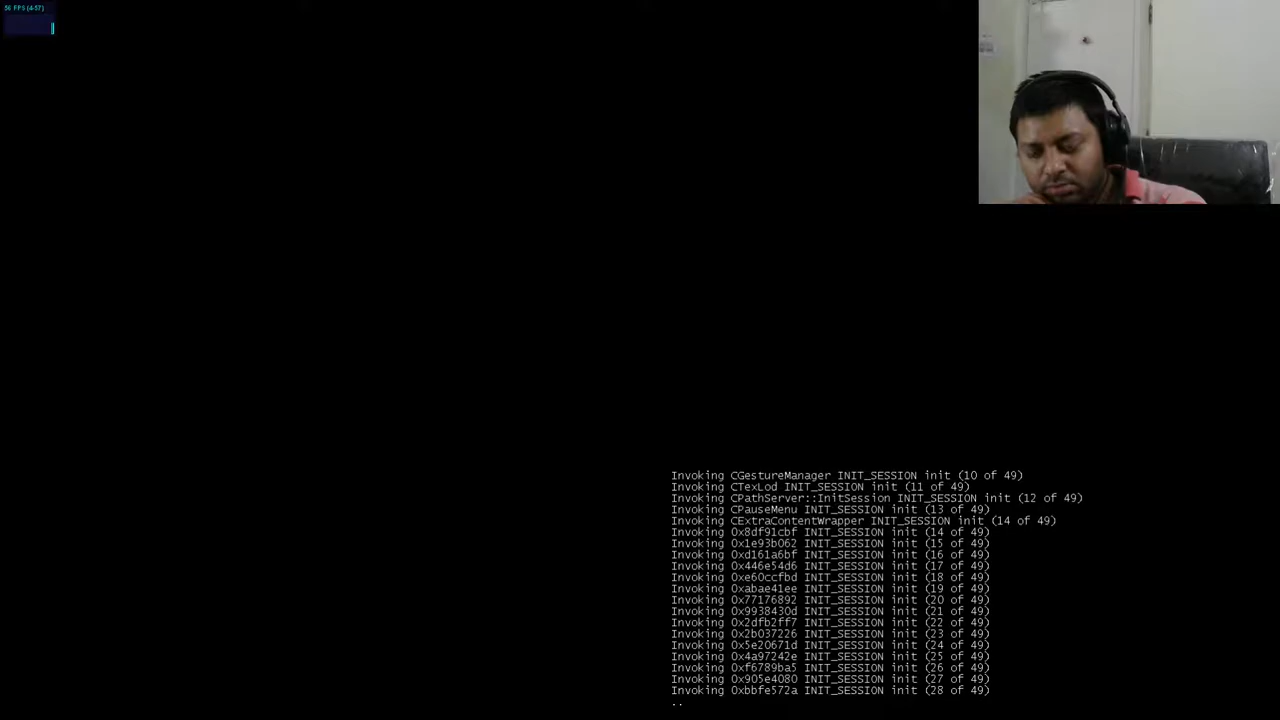 56 FPS (4-57)
Invoking CGestureManager INIT_SESSION init (10 of 49)
Invoking CTexLod INIT_SESSION init (11 of 49)
Invoking CPathServer::InitSession INIT_SESSION init (12 of 49)
Invoking CPauseMenu INIT_SESSION init (13 of 49)
Invoking CExtraContentWrapper INIT_SESSION init (14 of 49)
Invoking 0x8df91cbf INIT_SESSION init (14 of 49)
Invoking 0x1e93b062 INIT_SESSION init (15 of 49)
Invoking 0xd161a6bf INIT_SESSION init (16 of 49)
Invoking 0x446e54d6 INIT_SESSION init (17 of 49)
Invoking 0xe60ccfbd INIT_SESSION init (18 of 49)
Invoking 0xabae41ee INIT_SESSION init (19 of 49)
Invoking 0x77176892 INIT_SESSION init (20 of 49)
Invoking 0x9938430d INIT_SESSION init (21 of 49)
Invoking 0x2dfb2ff7 INIT_SESSION init (22 of 49)
Invoking 0x2b037226 INIT_SESSION init (23 of 49)
Invoking 0x5e20671d INIT_SESSION init (24 of 49)
Invoking 0x4a97242e INIT_SESSION init (25 of 49)
Invoking 0xf6789ba5 INIT_SESSION init (26 of 49)
Invoking 0x905e4080 INIT_SESSION init (27 of 49)
Invoking 0xbbfe572a INIT_SESSION init (28 of 49)
..